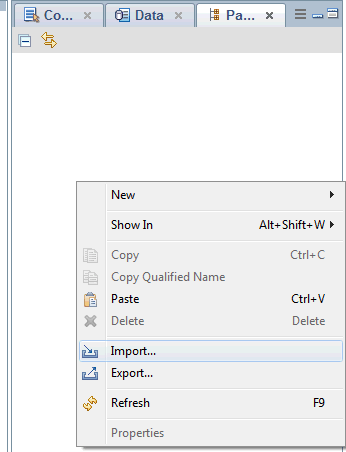 Co... Data Pa...
New
Show In Alt+Shift+W
Copy Ctrl+C
Copy Qualified Name
Paste Ctrl+V
Delete Delete
Import...
Export...
Refresh F9
Properties